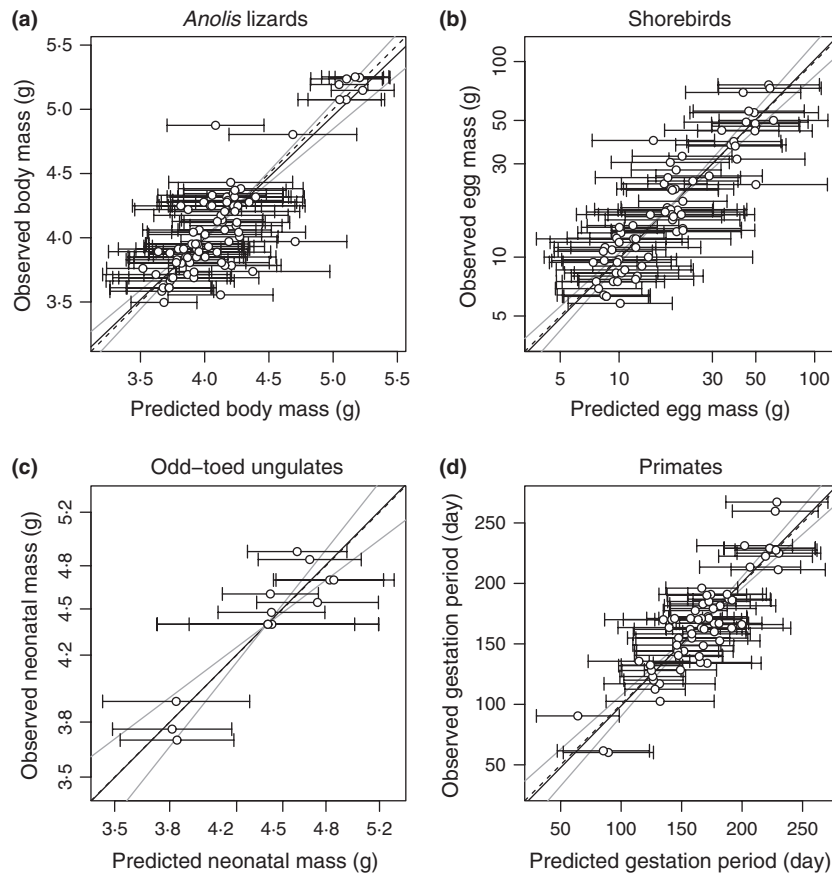 (a) Anolis lizards
Observed body mass (g)
5·5
5·0
4·5
4·0
3·5
3·5 4·0 4·5 5·0 5·5
Predicted body mass (g)
(b) Shorebirds
Observed egg mass (g)
100
50
30
10
5
5 10 30 50 100
Predicted egg mass (g)
(c) Odd–toed ungulates
Observed neonatal mass (g)
5·2
4·8
4·5
4·2
3·8
3·5
3·5 3·8 4·2 4·5 4·8 5·2
Predicted neonatal mass (g)
(d) Primates
Observed gestation period (day)
250
200
150
100
50
50 100 150 200 250
Predicted gestation period (day)